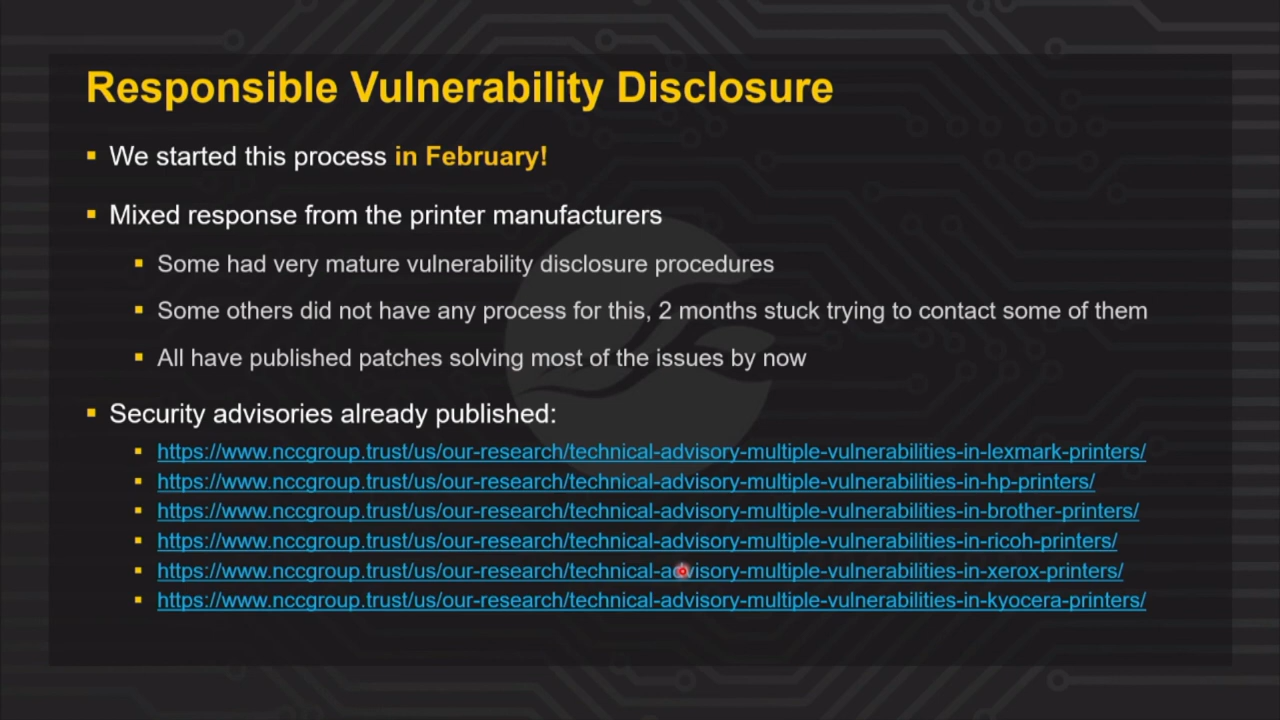 Responsible Vulnerability Disclosure
▪ We started this process in February!
▪ Mixed response from the printer manufacturers
▪ Some had very mature vulnerability disclosure procedures
▪ Some others did not have any process for this, 2 months stuck trying to contact some of them
▪ All have published patches solving most of the issues by now
▪ Security advisories already published:
▪ https://www.nccgroup.trust/us/our-research/technical-advisory-multiple-vulnerabilities-in-lexmark-printers/
▪ https://www.nccgroup.trust/us/our-research/technical-advisory-multiple-vulnerabilities-in-hp-printers/
▪ https://www.nccgroup.trust/us/our-research/technical-advisory-multiple-vulnerabilities-in-brother-printers/
▪ https://www.nccgroup.trust/us/our-research/technical-advisory-multiple-vulnerabilities-in-ricoh-printers/
▪ https://www.nccgroup.trust/us/our-research/technical-advisory-multiple-vulnerabilities-in-xerox-printers/
▪ https://www.nccgroup.trust/us/our-research/technical-advisory-multiple-vulnerabilities-in-kyocera-printers/